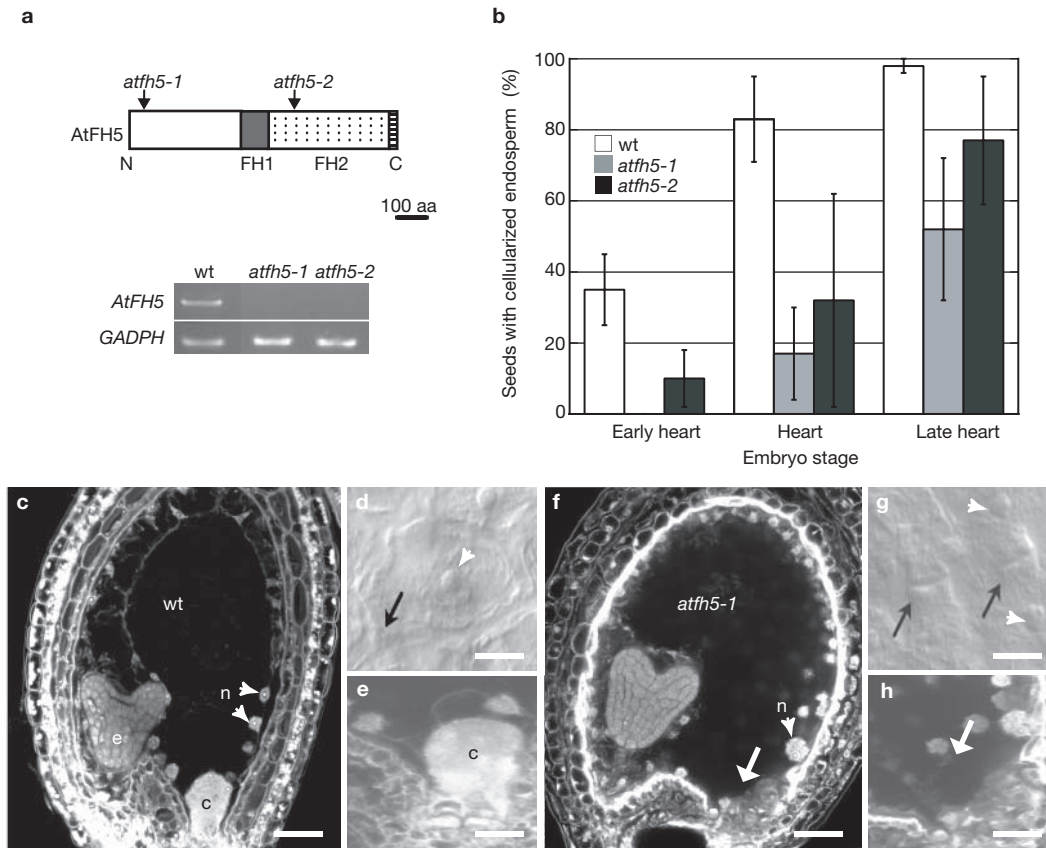 a
atfh5-1 atfh5-2
AtFH5
N FH1 FH2 C
100 aa
wt atfh5-1 atfh5-2
AtFH5
GADPH
b
Seeds with cellularized endosperm (%)
100
80
60
40
20
0
wt
atfh5-1
atfh5-2
Early heart Heart Late heart
Embryo stage
c
wt
n
e
c
d
e
c
f
atfh5-1
n
g
h